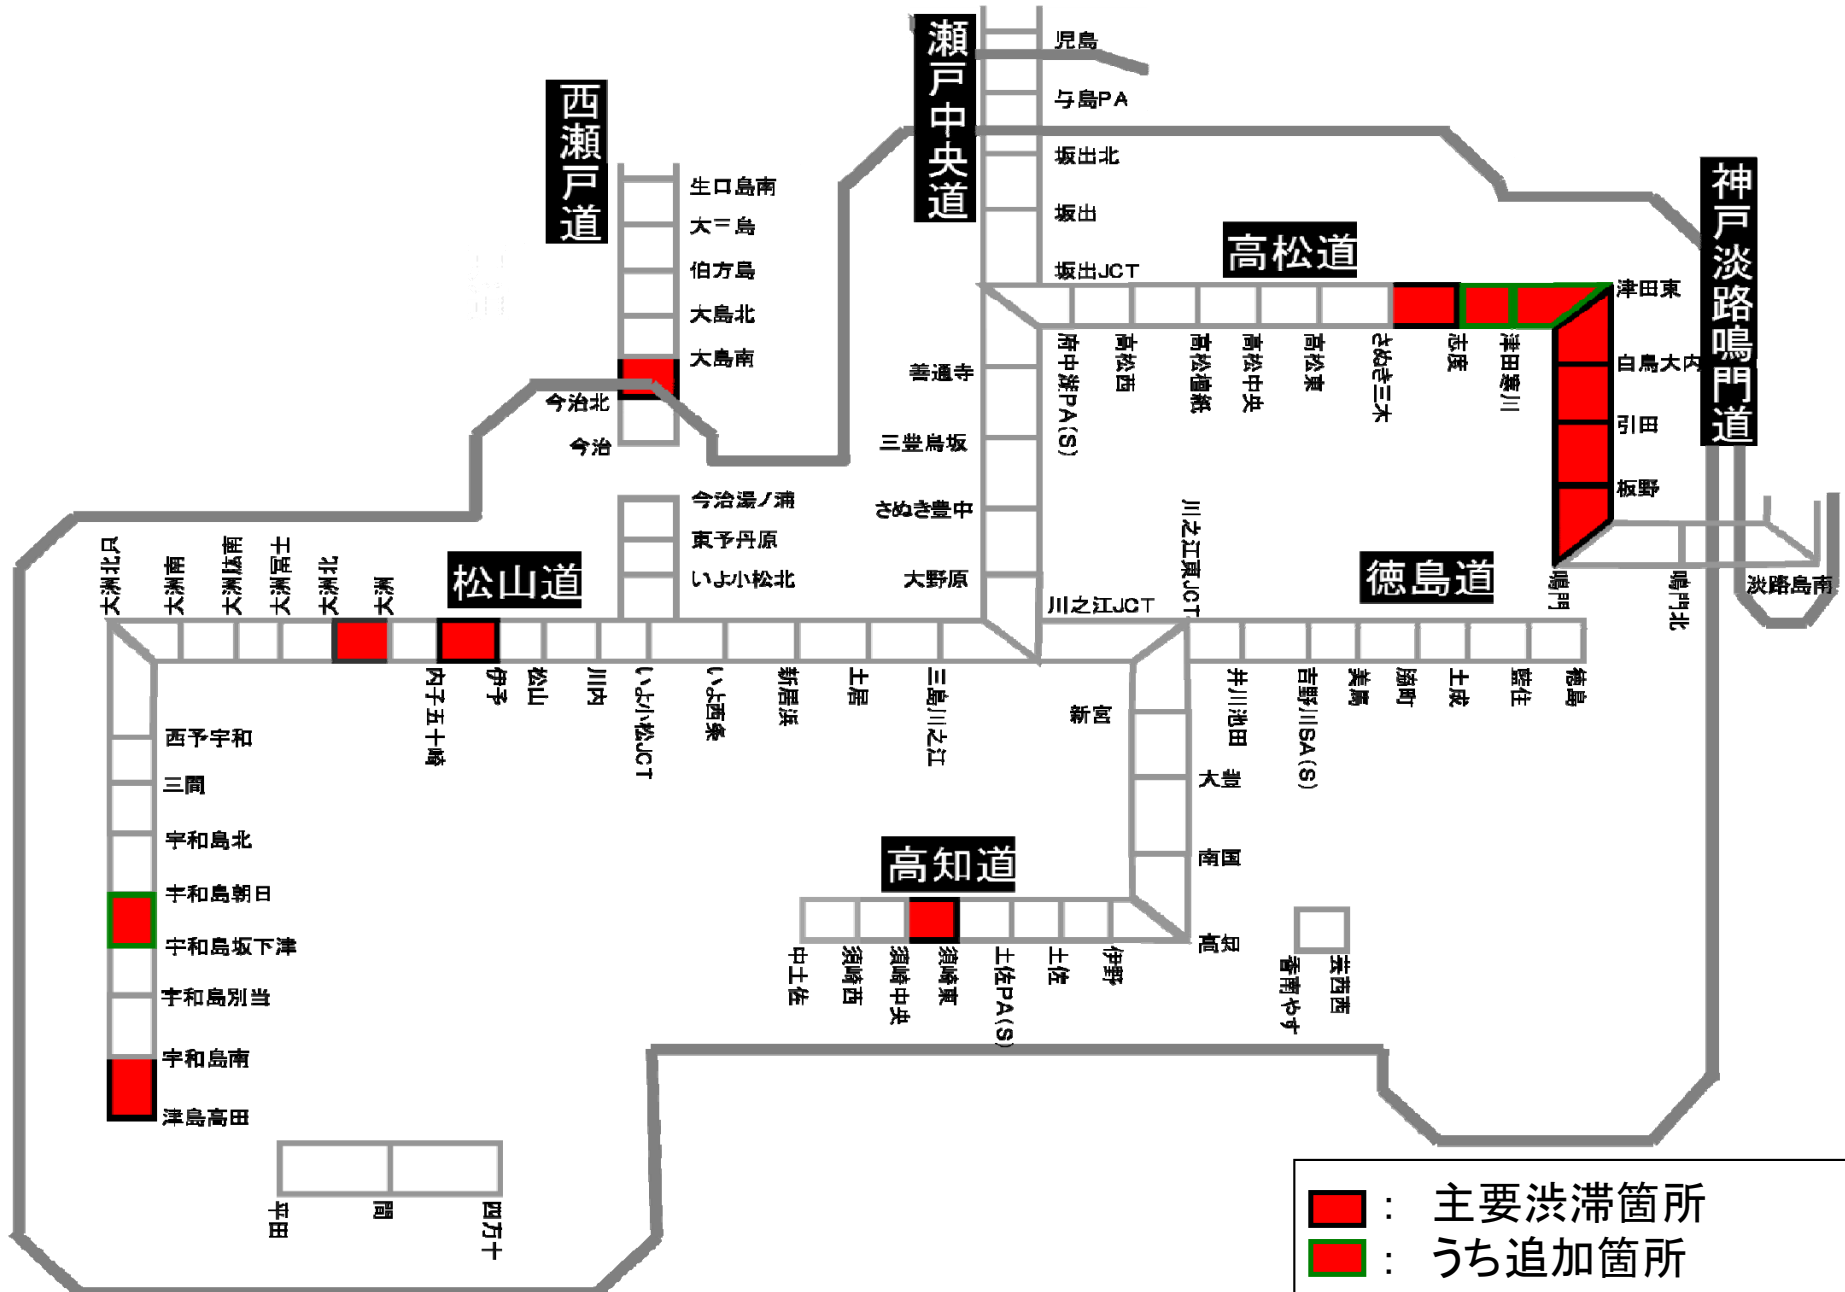 瀬戸中央道
児島
与島PA
坂出北
坂出
坂出JCT
西瀬戸道
生口島南
大三島
伯方島
大島北
大島南
今治北
今治
今治湯ノ浦
東予丹原
いよ小松北
高松道
府中湖PA(S)
高松西
高松檀紙
高松中央
高松東
さぬき三木
志度
津田寒川
津田東
白鳥大内
引田
板野
鳴門
鳴門北
淡路島南
神戸淡路鳴門道
善通寺
三豊鳥坂
さぬき豊中
大野原
川之江JCT
川之江東JCT
徳島道
井川池田
吉野川SA(S)
美馬
脇町
土成
藍住
徳島
松山道
大洲北只
大洲南
大洲肱南
大洲冨士
大洲北
大洲
内子五十崎
伊予
松山
川内
いよ小松JCT
いよ西条
新居浜
土居
三島川之江
西予宇和
三間
宇和島北
宇和島朝日
宇和島坂下津
宇和島別当
宇和島南
津島高田
新宮
大豊
南国
高知
高知道
中土佐
須崎西
須崎中央
須崎東
土佐PA(S)
土佐
伊野
香南やす
芸西西
平田
間
四万十
： 主要渋滞箇所
： うち追加箇所